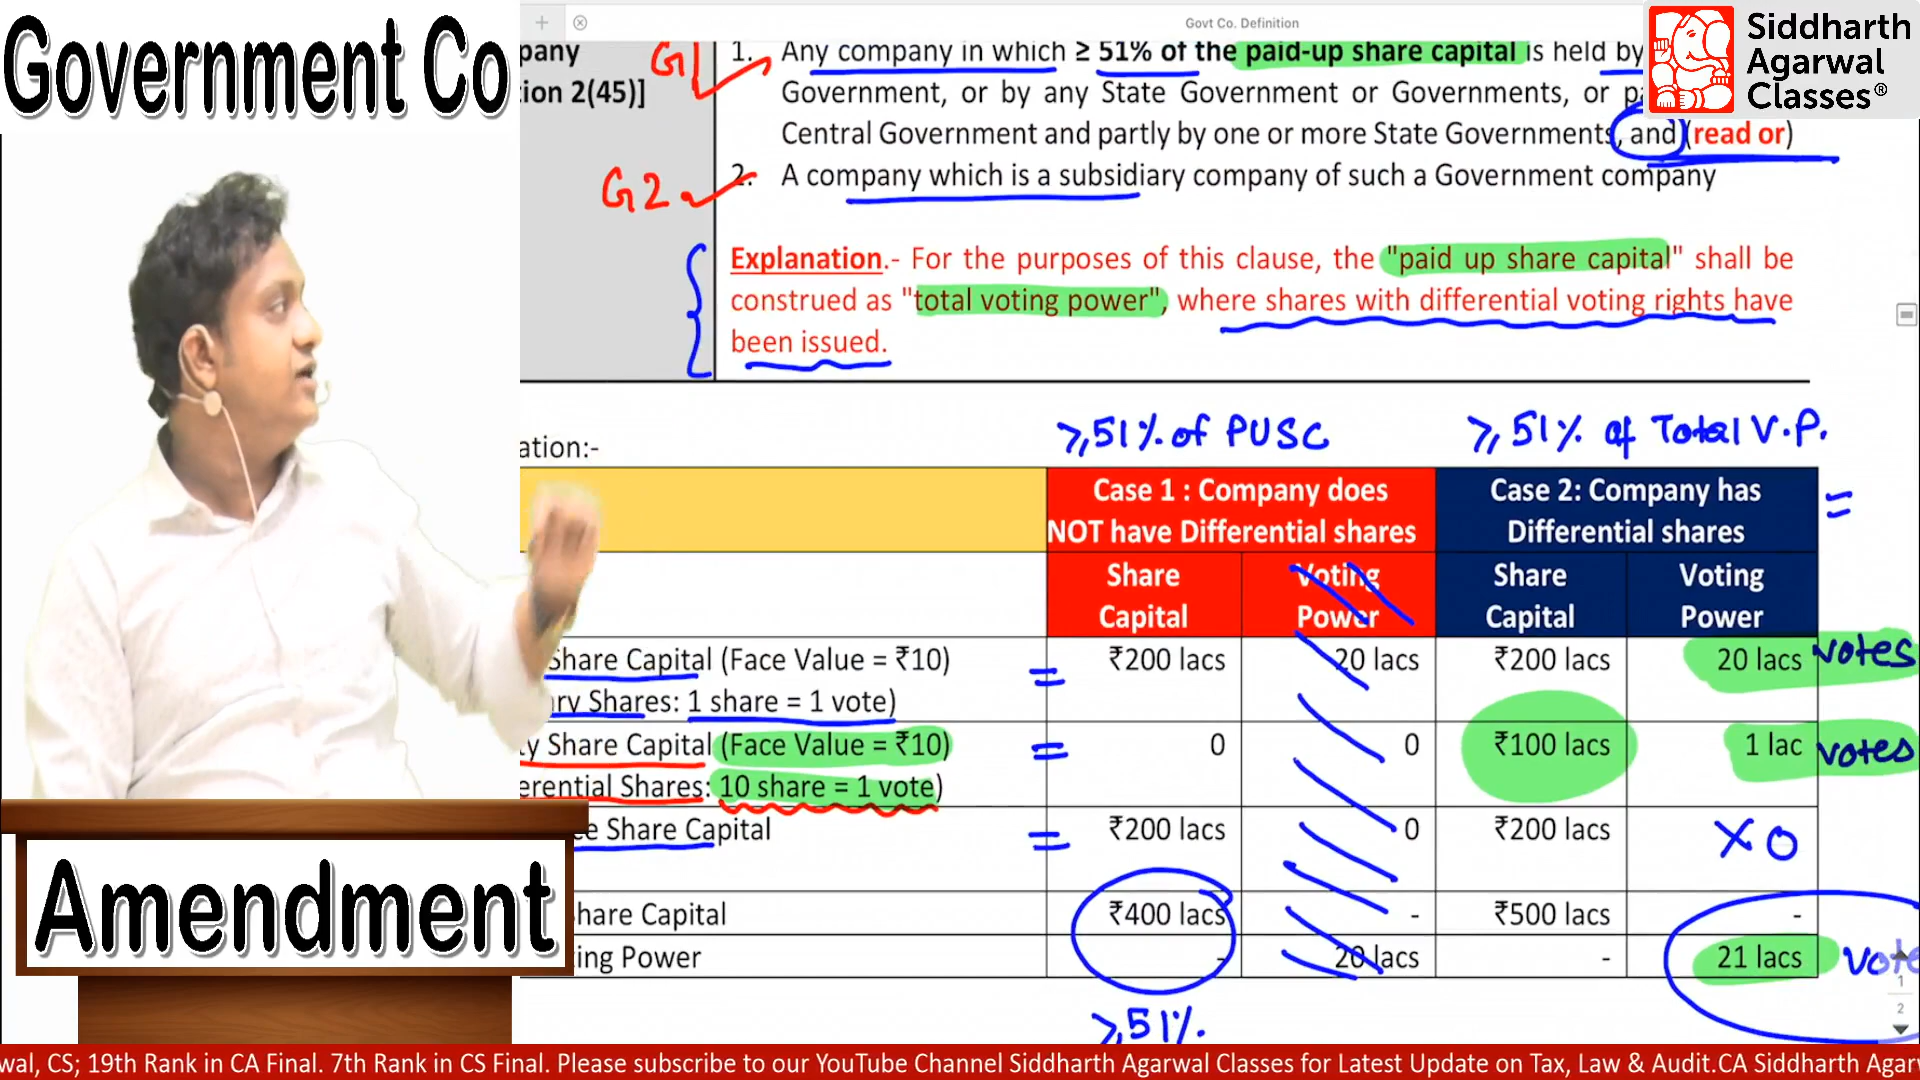 Government Co
Govt Co. Definition
Siddharth
Agarwal
Classes®
pany
ion 2(45)]
G1
1. Any company in which ≥ 51% of the paid-up share capital is held by
Government, or by any State Government or Governments, or pa
Central Government and partly by one or more State Governments, and (read or)
G2
2. A company which is a subsidiary company of such a Government company
Explanation.- For the purposes of this clause, the "paid up share capital" shall be
construed as "total voting power", where shares with differential voting rights have
been issued.
ation:-
≥,51% of PUSC
≥, 51% of Total V.P.
Case 1 : Company does
NOT have Differential shares
Case 2: Company has
Differential shares
=
Share
Capital
Voting
Power
Share
Capital
Voting
Power
Share Capital (Face Value = ₹10)
ary Shares: 1 share = 1 vote)
= ₹200 lacs 20 lacs ₹200 lacs 20 lacs votes
ty Share Capital (Face Value = ₹10)
erential Shares: 10 share = 1 vote)
= 0 0 ₹100 lacs 1 lac votes
ce Share Capital = ₹200 lacs 0 ₹200 lacs X 0
Share Capital ₹400 lacs - ₹500 lacs -
ing Power - 20 lacs - 21 lacs vote
≥,51%.
1
2
Amendment
wal, CS; 19th Rank in CA Final. 7th Rank in CS Final. Please subscribe to our YouTube Channel Siddharth Agarwal Classes for Latest Update on Tax, Law & Audit.CA Siddharth Agar